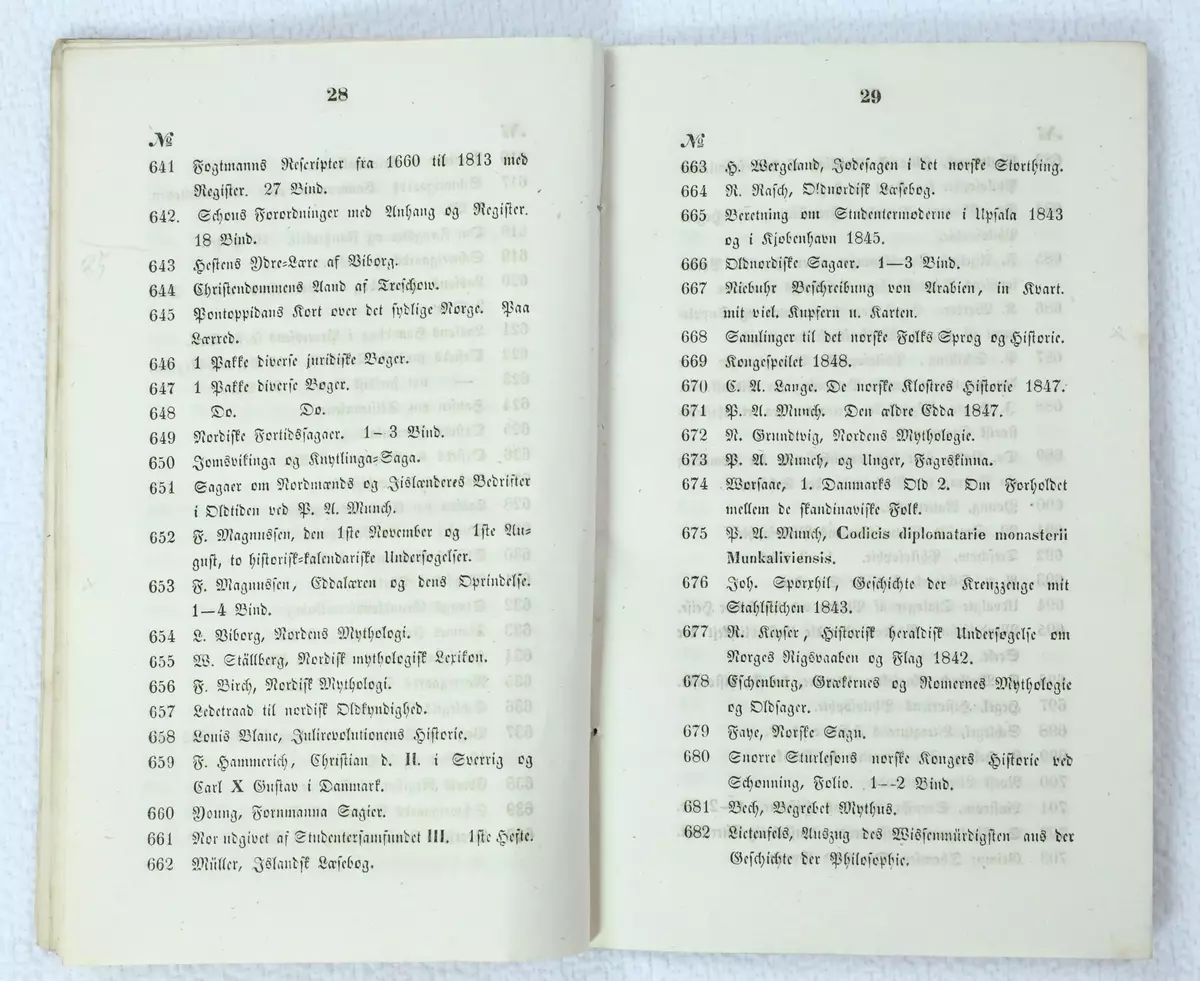 28
№
641 Fogtmanns Rescripter fra 1660 til 1813 med
Register. 27 Bind.
642. Schous Forordninger med Anhang og Register.
18 Bind.
643 Hestens Ydre=Lære af Viborg.
644 Christendommens Aand af Treschow.
645 Pontoppidans Kort over det sydlige Norge. Paa
Lærred.
646 1 Pakke diverse juridiske Boger.
647 1 Pakke diverse Boger.
648 Do. Do.
649 Nordiske Fortidssagaer. 1–3 Bind.
650 Jomsvikinga og Knytlinga=Saga.
651 Sagaer om Nordmænds og Jislænderes Bedrifter
i Oldtiden ved P. A. Munch.
652 F. Magnussen, den 1ste November og 1ste Au=
gust, to historisk=kalendariske Undersogelser.
653 F. Magnussen, Eddalæren og dens Oprindelse.
1—4 Bind.
654 L. Viborg, Nordens Mythologi.
655 W. Ställberg, Nordisk mythologisk Lexikon.
656 F. Birch, Nordisk Mythologi.
657 Ledetraad til nordisk Oldkyndighed.
658 Louis Blanc, Julirevolutionens Historie.
659 F. Hammerich, Christian d. II. i Sverrig og
Carl X Gustav i Danmark.
660 Young, Fornmanna Sagier.
661 Nor udgivet af Studentersamfundet III. 1ste Hefte.
662 Müller, Islandsk Læsebog.
29
№
663 H. Wergeland, Jodesagen i det norske Storthing.
664 R. Rasch, Oldnordisk Læsebog.
665 Beretning om Studentermoderne i Upsala 1843
og i Kjobenhavn 1845.
666 Oldnordiske Sagaer. 1—3 Bind.
667 Niebuhr Beschreibung von Arabien, in Kvart.
mit viel. Kupfern u. Karten.
668 Samlinger til det norske Folks Sprog og Historie.
669 Kongespeilet 1848.
670 C. A. Lange. De norske Klostres Historie 1847.
671 P. A. Munch. Den ældre Edda 1847.
672 N. Grundtvig, Nordens Mythologie.
673 P. A. Munch, og Unger, Fagrskinna.
674 Worsaae, 1. Danmarks Old 2. Om Forholdet
mellem de skandinaviske Folk.
675 P. A. Munch, Codicis diplomatarie monasterii
Munkaliviensis.
676 Joh. Sporxhil, Geschichte der Kreuzzenge mit
Stahlstichen 1843.
677 R. Keyser, Historisk heraldisk Undersogelse om
Norges Rigsvaaben og Flag 1842.
678 Eschenburg, Grækernes og Romernes Mythologie
og Oldsager.
679 Faye, Norske Sagn.
680 Snorre Sturlesons norske Kongers Historie ved
Schonning, Folio. 1—2 Bind.
681 Bech, Begrebet Mythus.
682 Lietensels, Auszug des Wissenmürdigsten aus der
Geschichte der Philosophie.